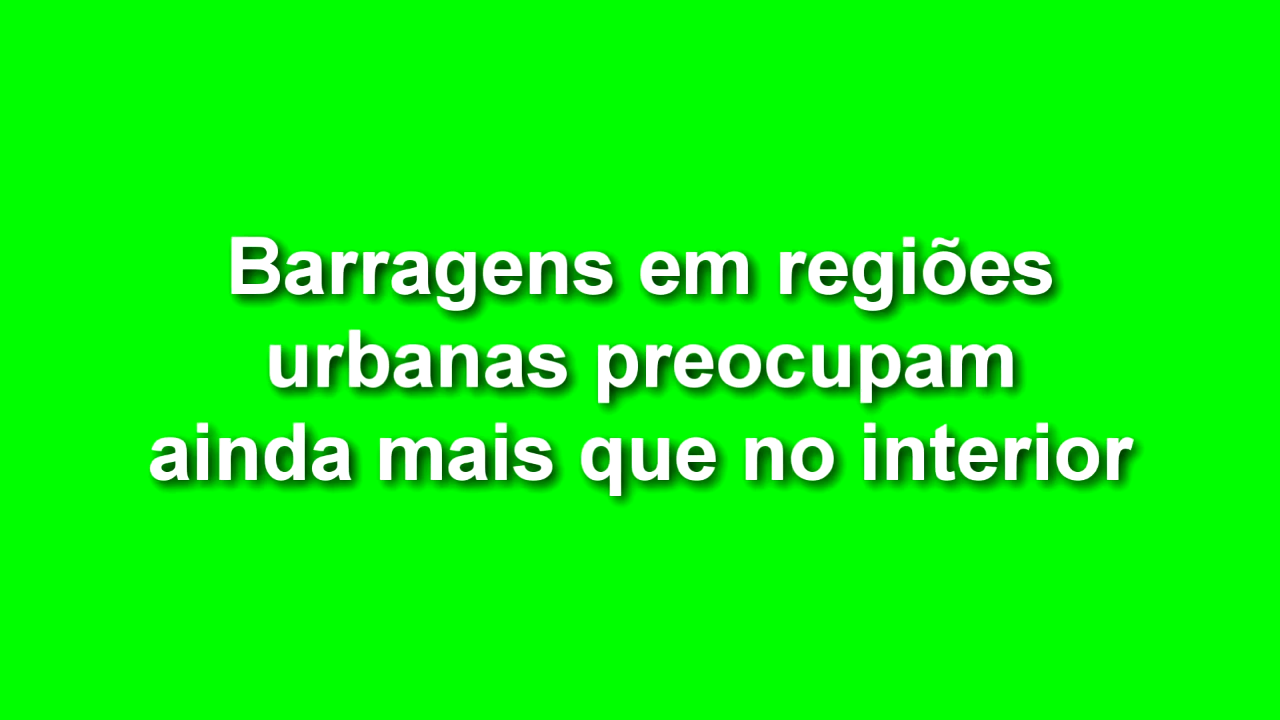 Barragens em regiões
urbanas preocupam
ainda mais que no interior